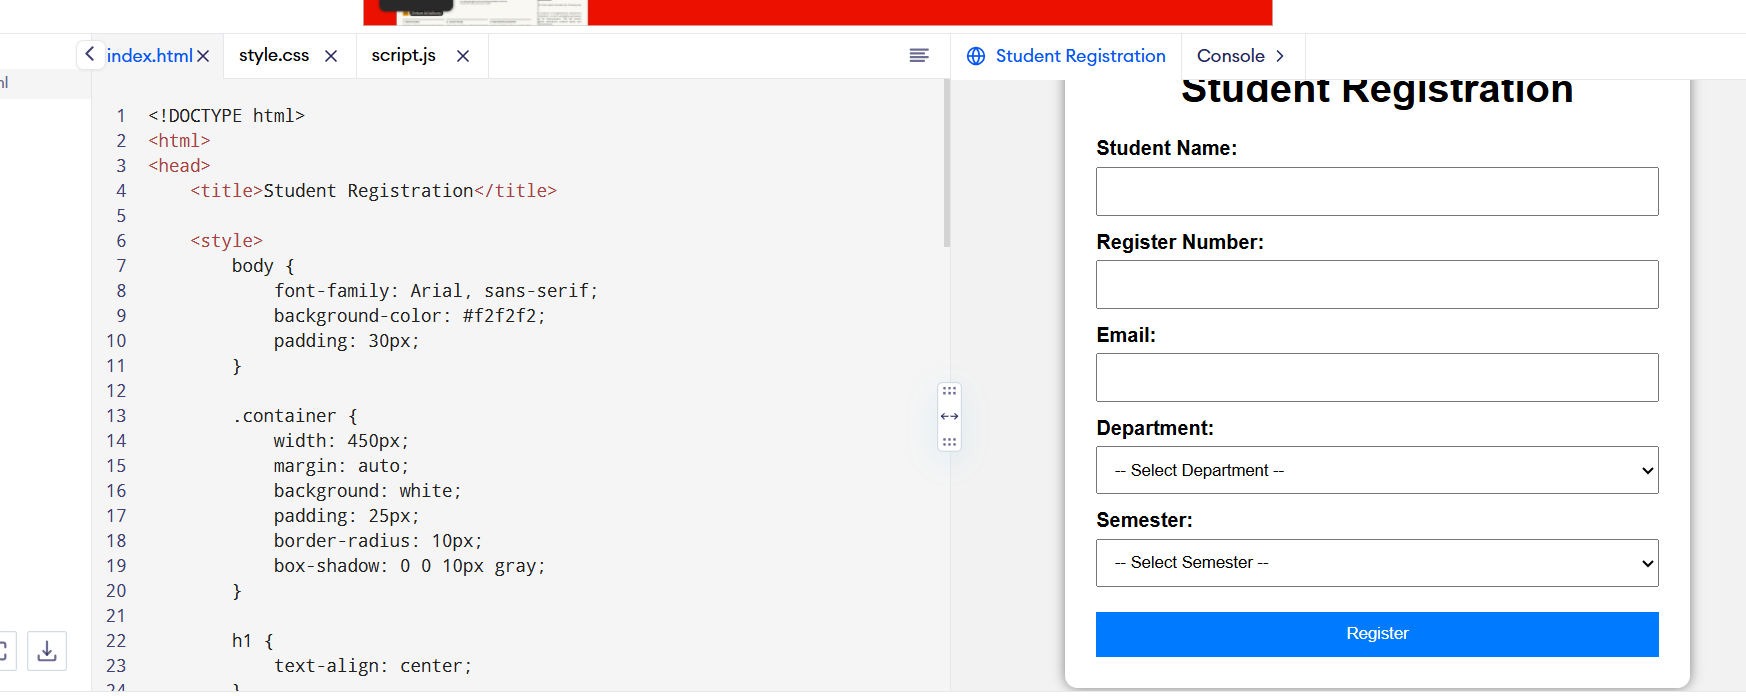 index.html
style.css
script.js
Student Registration
Console
1 <!DOCTYPE html>
2 <html>
3 <head>
4 <title>Student Registration</title>
5
6 <style>
7 body {
8 font-family: Arial, sans-serif;
9 background-color: #f2f2f2;
10 padding: 30px;
11 }
12
13 .container {
14 width: 450px;
15 margin: auto;
16 background: white;
17 padding: 25px;
18 border-radius: 10px;
19 box-shadow: 0 0 10px gray;
20 }
21
22 h1 {
23 text-align: center;
24 }
Student Registration
Student Name:
Register Number:
Email:
Department:
-- Select Department --
Semester:
-- Select Semester --
Register